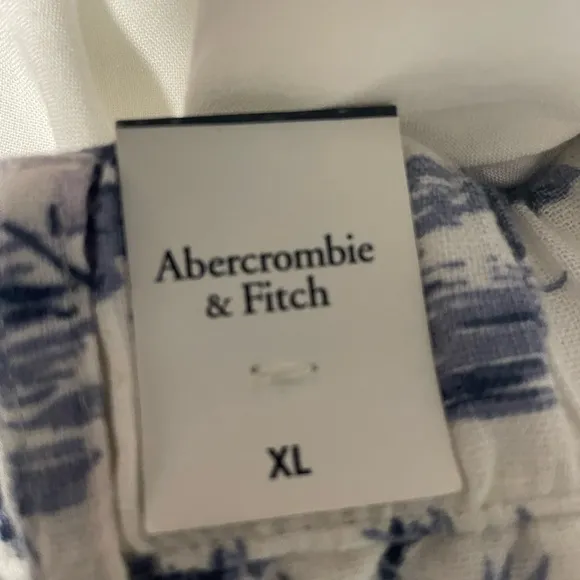 Abercrombie
& Fitch
XL